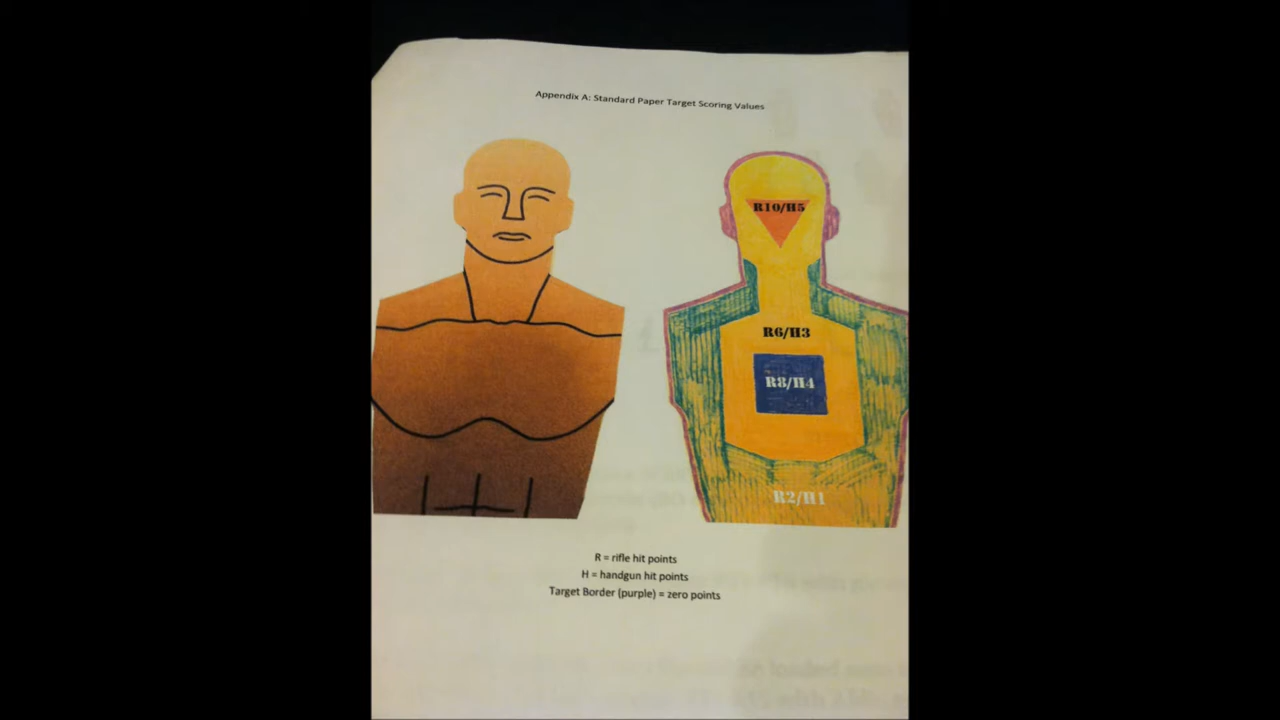 Appendix A: Standard Paper Target Scoring Values
R10/H5
R6/H3
R8/H4
R2/H1
R = rifle hit points
H = handgun hit points
Target Border (purple) = zero points